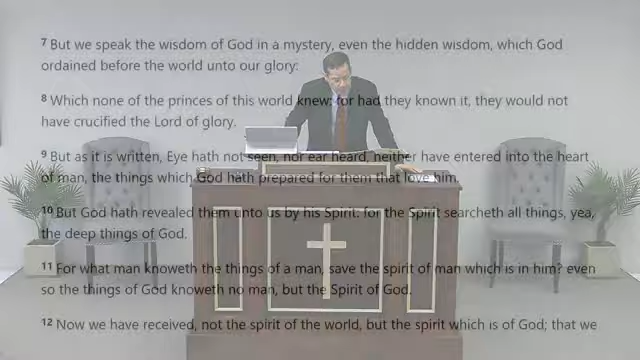 7 But we speak the wisdom of God in a mystery, even the hidden wisdom, which God
ordained before the world unto our glory:
8 Which none of the princes of this world knew: for had they known it, they would not
have crucified the Lord of glory.
9 But as it is written, Eye hath not seen, nor ear heard, neither have entered into the heart
of man, the things which God hath prepared for them that love him.
10 But God hath revealed them unto us by his Spirit: for the Spirit searcheth all things, yea,
the deep things of God.
11 For what man knoweth the things of a man, save the spirit of man which is in him? even
so the things of God knoweth no man, but the Spirit of God.
12 Now we have received, not the spirit of the world, but the spirit which is of God; that we